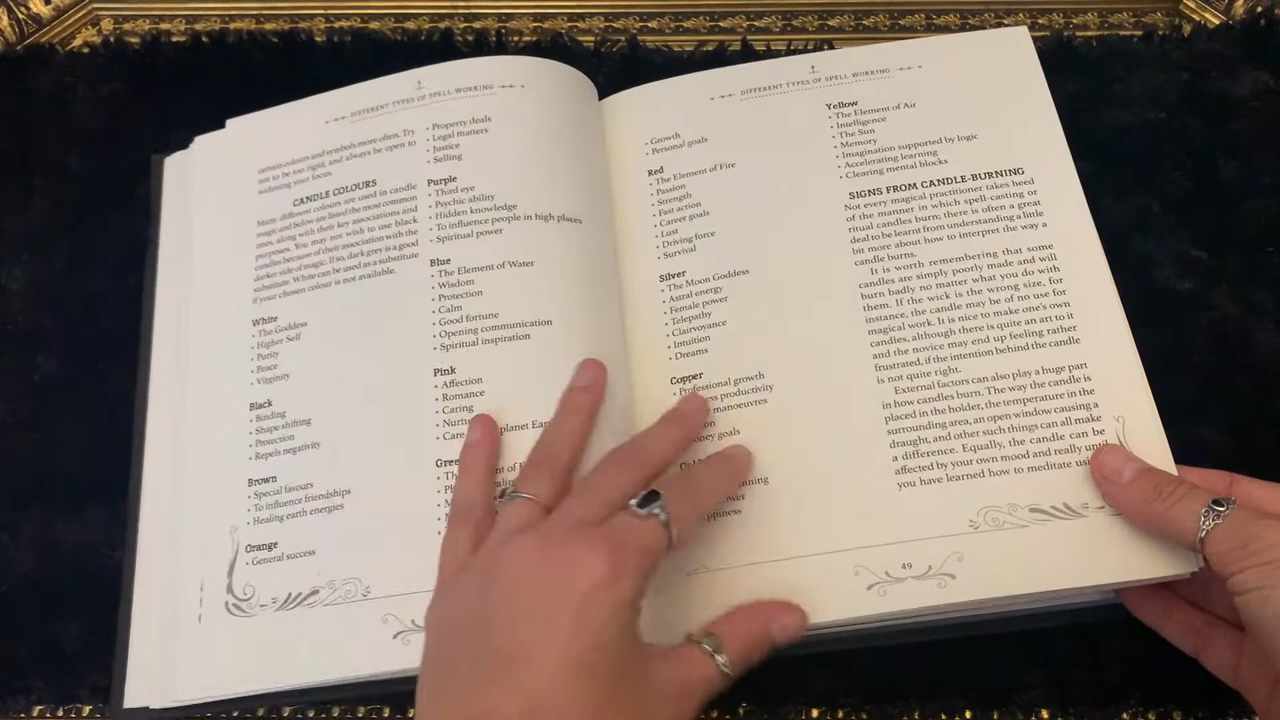 DIFFERENT TYPES OF SPELL-WORKING
certain colours and symbols more often. Try
not to be too rigid, and always be open to
widening your focus.
CANDLE COLOURS
Many different colours are used in candle
magic and below are listed the most common
ones, along with their key associations and
purposes. You may not wish to use black
candles because of their association with the
darker side of magic. If so, dark grey is a good
substitute. White can be used as a substitute
if your chosen colour is not available.
White
• The Goddess
• Higher Self
• Purity
• Peace
• Virginity
Black
• Binding
• Shape shifting
• Protection
• Repels negativity
Brown
• Special favours
• To influence friendships
• Healing earth energies
Orange
• General success
• Property deals
• Legal matters
• Justice
• Selling
Purple
• Third eye
• Psychic ability
• Hidden knowledge
• To influence people in high places
• Spiritual power
Blue
• The Element of Water
• Wisdom
• Protection
• Calm
• Good fortune
• Opening communication
• Spiritual inspiration
Pink
• Affection
• Romance
• Caring
• Nurtu
• Care planet Ear
Gree
• Th ment of E
DIFFERENT TYPES OF SPELL-WORKING
• Growth
• Personal goals
Red
• The Element of Fire
• Passion
• Strength
• Fast action
• Career goals
• Lust
• Driving force
• Survival
Silver
• The Moon Goddess
• Astral energy
• Female power
• Telepathy
• Clairvoyance
• Intuition
• Dreams
Copper
• Professional growth
ess productivity
manoeuvres
on
oney goals
nning
ower
ppiness
Yellow
• The Element of Air
• Intelligence
• The Sun
• Memory
• Imagination supported by logic
• Accelerating learning
• Clearing mental blocks
SIGNS FROM CANDLE-BURNING
Not every magical practitioner takes heed
of the manner in which spell-casting or
ritual candles burn; there is often a great
deal to be learnt from understanding a little
bit more about how to interpret the way a
candle burns.
It is worth remembering that some
candles are simply poorly made and will
burn badly no matter what you do with
them. If the wick is the wrong size, for
instance, the candle may be of no use for
magical work. It is nice to make one's own
candles, although there is quite an art to it
and the novice may end up feeling rather
frustrated, if the intention behind the candle
is not quite right.
External factors can also play a huge part
in how candles burn. The way the candle is
placed in the holder, the temperature in the
surrounding area, an open window causing a
draught, and other such things can all make
a difference. Equally, the candle can be
affected by your own mood and really until
you have learned how to meditate usi
49